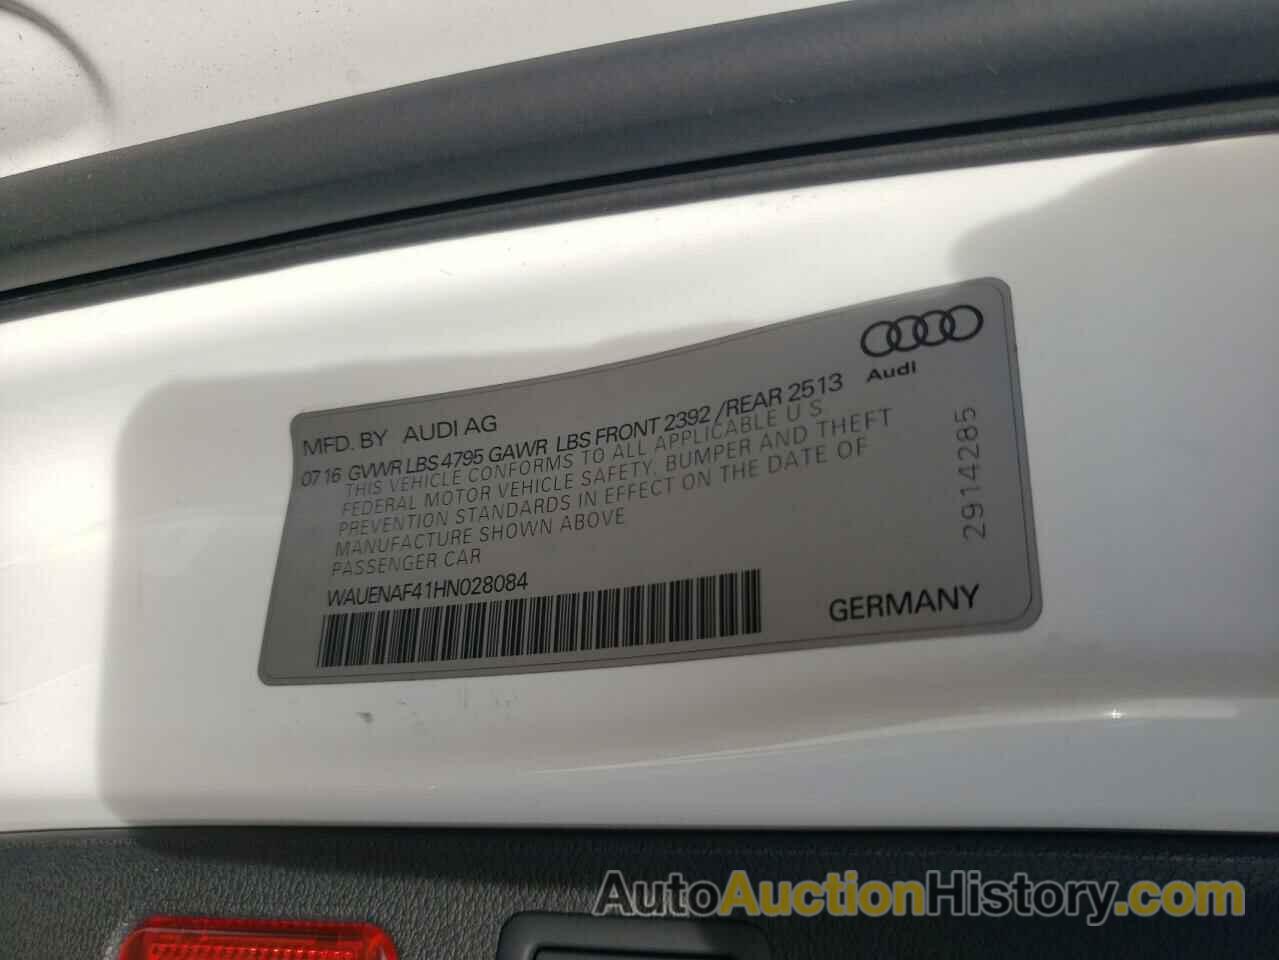 Audi
MFD. BY AUDI AG
07 16 GVWR LBS 4795 GAWR LBS FRONT 2392 /REAR 2513
THIS VEHICLE CONFORMS TO ALL APPLICABLE U S
FEDERAL MOTOR VEHICLE SAFETY, BUMPER AND THEFT
PREVENTION STANDARDS IN EFFECT ON THE DATE OF
MANUFACTURE SHOWN ABOVE
PASSENGER CAR
WAUENAF41HN028084
GERMANY
2914285
AutoAuctionHistory.com